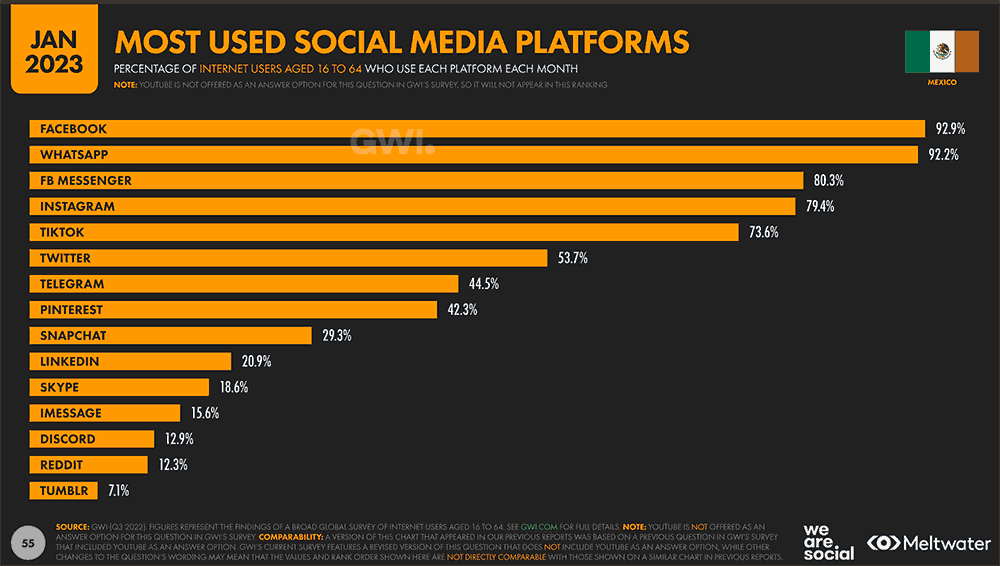 JAN
2023
MOST USED SOCIAL MEDIA PLATFORMS
PERCENTAGE OF INTERNET USERS AGED 16 TO 64 WHO USE EACH PLATFORM EACH MONTH
NOTE: YOUTUBE IS NOT OFFERED AS AN ANSWER OPTION FOR THIS QUESTION IN GWI'S SURVEY, SO IT WILL NOT APPEAR IN THIS RANKING
MEXICO
GWI.
FACEBOOK 92.9%
WHATSAPP 92.2%
FB MESSENGER 80.3%
INSTAGRAM 79.4%
TIKTOK 73.6%
TWITTER 53.7%
TELEGRAM 44.5%
PINTEREST 42.3%
SNAPCHAT 29.3%
LINKEDIN 20.9%
SKYPE 18.6%
IMESSAGE 15.6%
DISCORD 12.9%
REDDIT 12.3%
TUMBLR 7.1%
55
SOURCE: GWI (Q3 2022). FIGURES REPRESENT THE FINDINGS OF A BROAD GLOBAL SURVEY OF INTERNET USERS AGED 16 TO 64. SEE GWI.COM FOR FULL DETAILS. NOTE: YOUTUBE IS NOT OFFERED AS AN
ANSWER OPTION FOR THIS QUESTION IN GWI'S SURVEY. COMPARABILITY: A VERSION OF THIS CHART THAT APPEARED IN OUR PREVIOUS REPORTS WAS BASED ON A PREVIOUS QUESTION IN GWI'S SURVEY
THAT INCLUDED YOUTUBE AS AN ANSWER OPTION. GWI'S CURRENT SURVEY FEATURES A REVISED VERSION OF THIS QUESTION THAT DOES NOT INCLUDE YOUTUBE AS AN ANSWER OPTION, WHILE OTHER
CHANGES TO THE QUESTION'S WORDING MAY MEAN THAT THE VALUES AND RANK ORDER SHOWN HERE ARE NOT DIRECTLY COMPARABLE WITH THOSE SHOWN ON A SIMILAR CHART IN PREVIOUS REPORTS.
we
are.
social
Meltwater